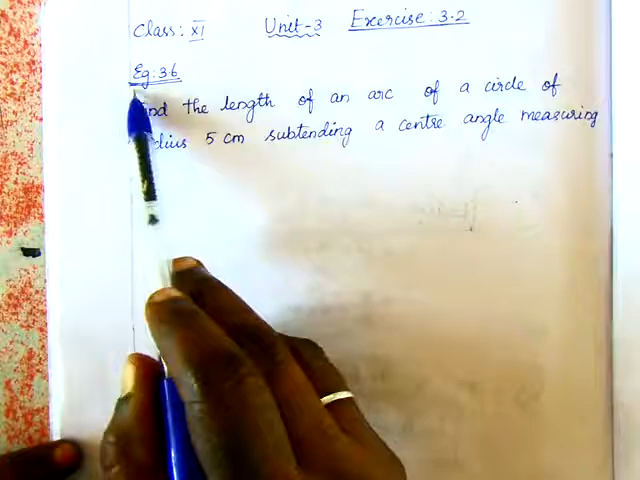 Class: XI Unit-3 Exercise: 3.2
Eg: 3.6
the length of an arc of a circle of
5 cm subtending a centre angle measuring